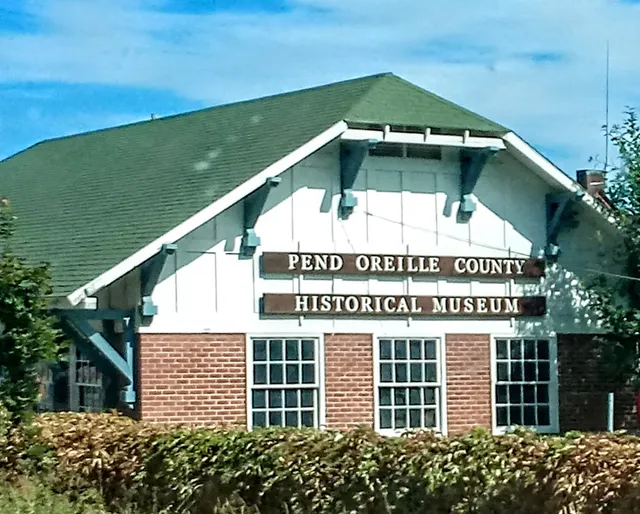 PEND OREILLE COUNTY
HISTORICAL MUSEUM